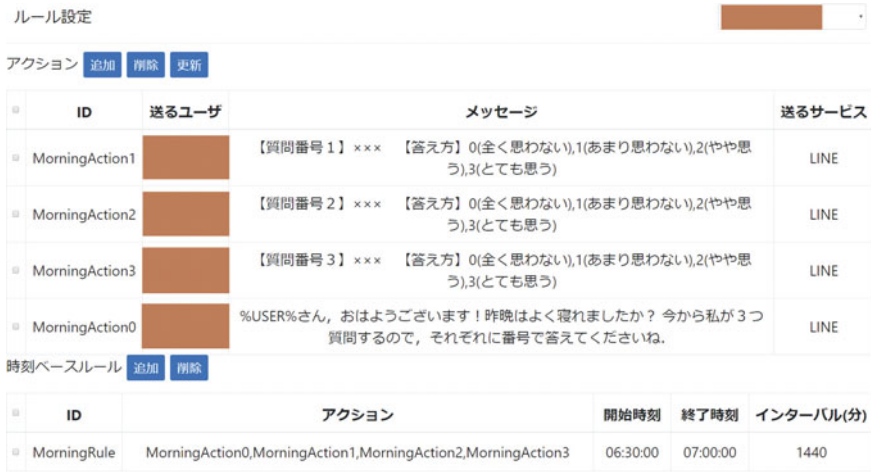 ルール設定
アクション 追加 削除 更新
ID 送るユーザ メッセージ 送るサービス
MorningAction1 【質問番号１】××× 【答え方】0(全く思わない),1(あまり思わない),2(やや思 LINE
う),3(とても思う)
MorningAction2 【質問番号２】××× 【答え方】0(全く思わない),1(あまり思わない),2(やや思 LINE
う),3(とても思う)
MorningAction3 【質問番号３】××× 【答え方】0(全く思わない),1(あまり思わない),2(やや思 LINE
う),3(とても思う)
MorningAction0 %USER%さん，おはようございます！昨晩はよく寝れましたか？ 今から私が３つ LINE
質問するので，それぞれに番号で答えてくださいね．
時刻ベースルール 追加 削除
ID アクション 開始時刻 終了時刻 インターバル(分)
MorningRule MorningAction0,MorningAction1,MorningAction2,MorningAction3 06:30:00 07:00:00 1440